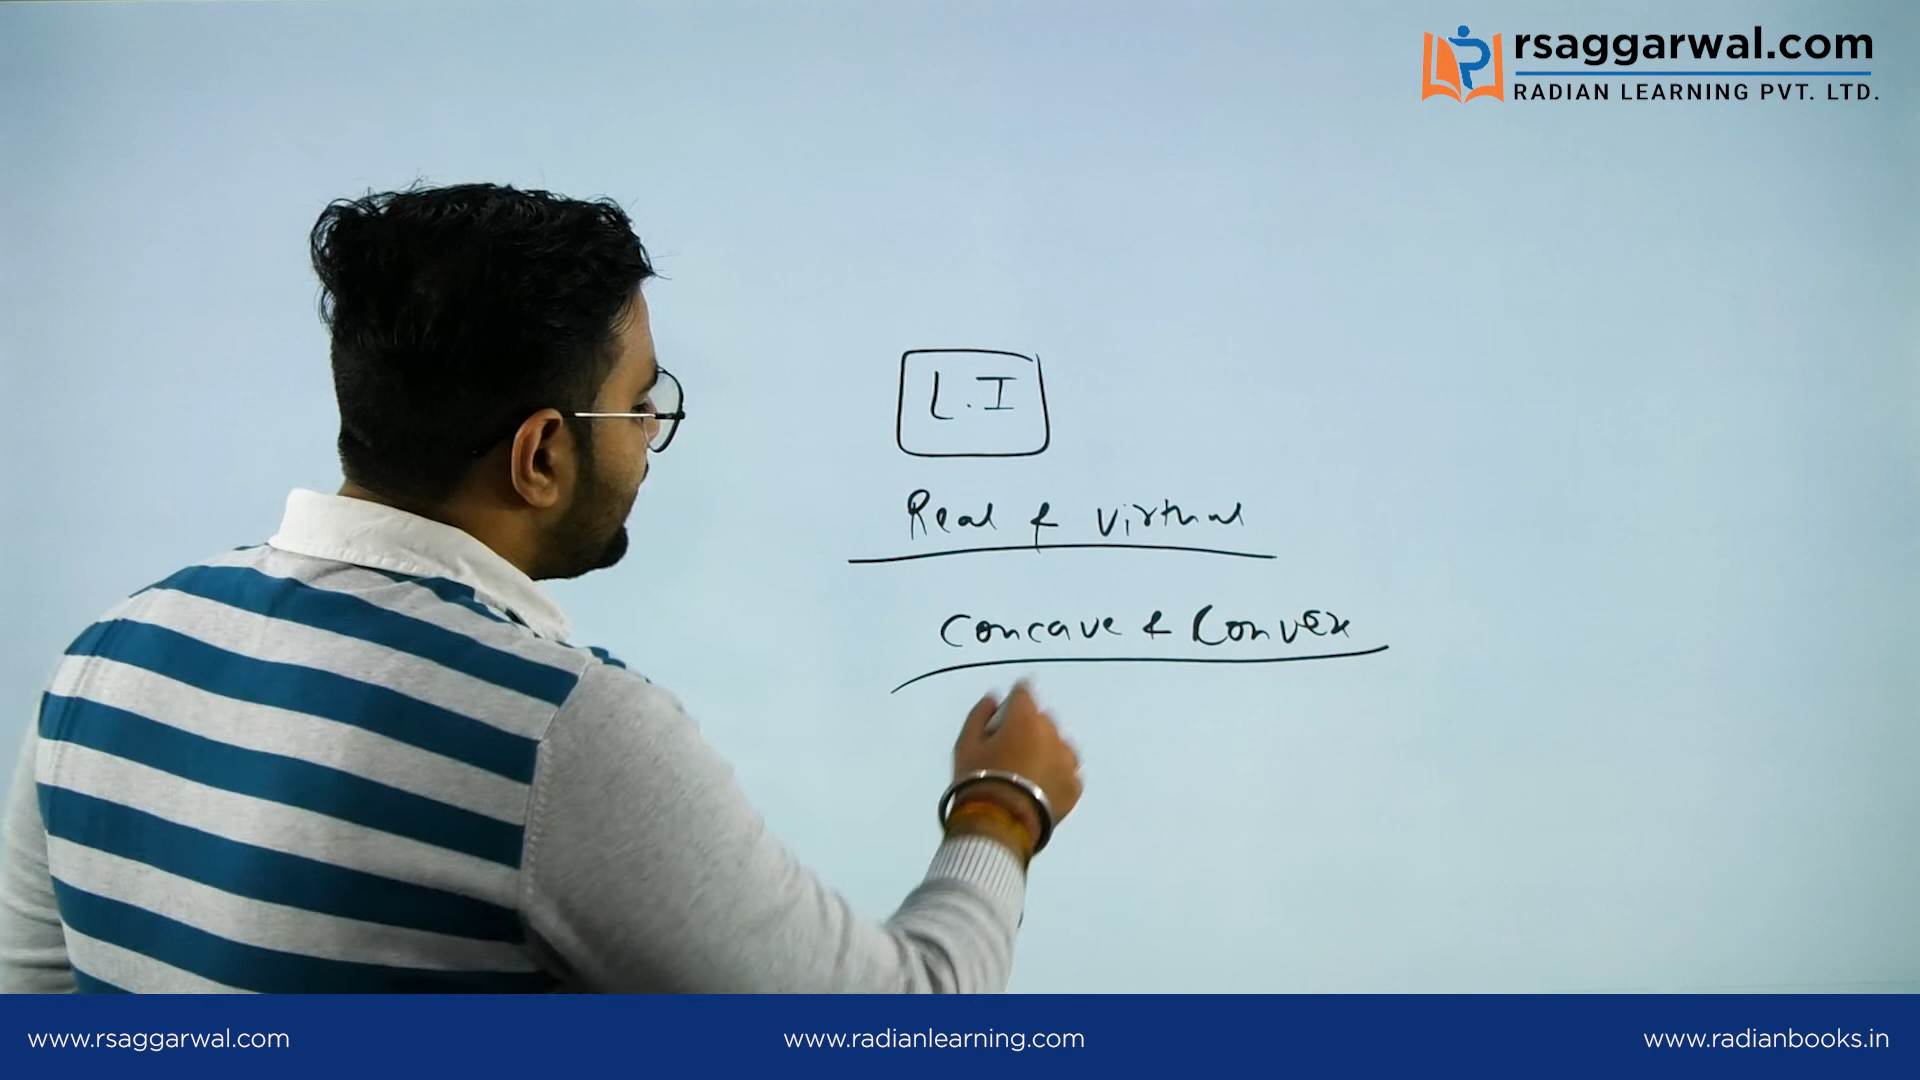 rsaggarwal.com
RADIAN LEARNING PVT. LTD.
L.I
Real & Virtual
Concave & Convex
www.rsaggarwal.com
www.radianlearning.com
www.radianbooks.in